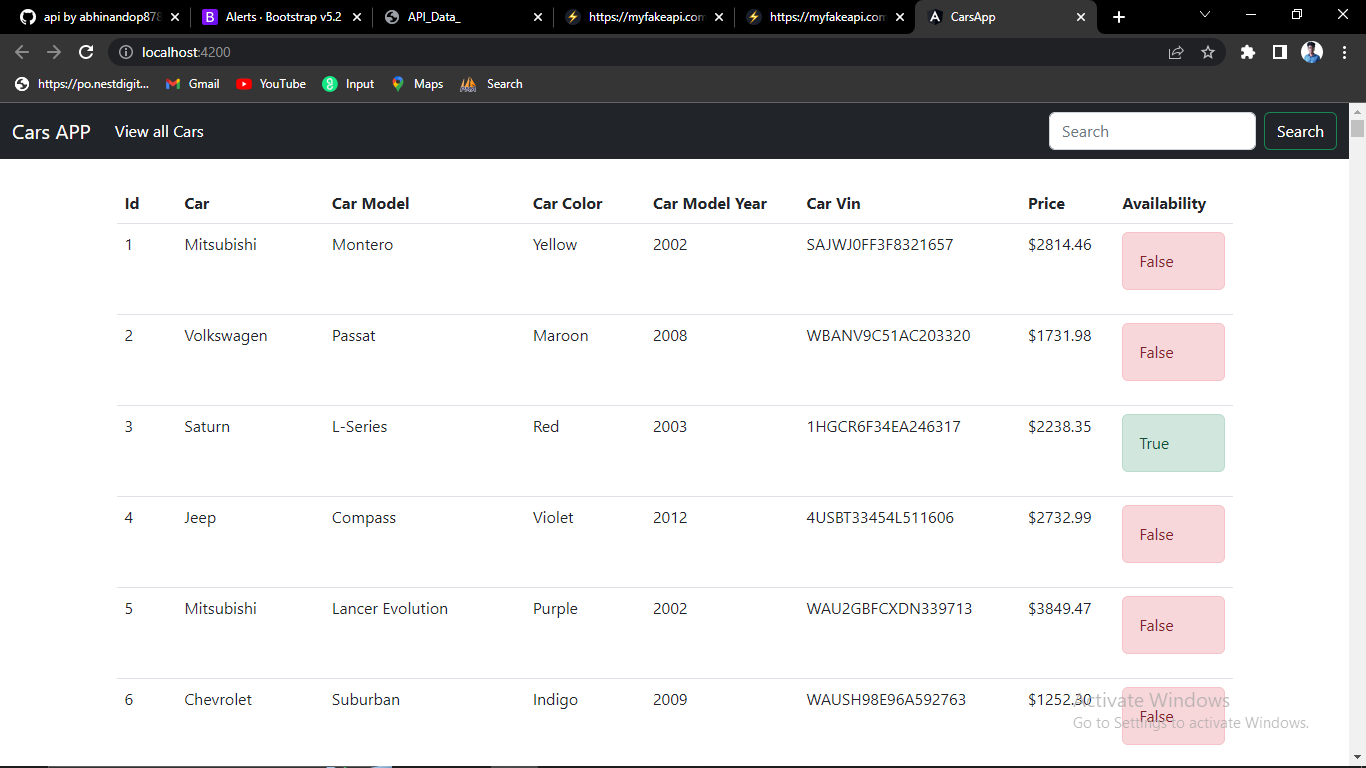 api by abhinandop878 Alerts · Bootstrap v5.2 API_Data_ https://myfakeapi.com https://myfakeapi.com CarsApp
localhost:4200
https://po.nestdigit... Gmail YouTube Input Maps Search
Cars APP View all Cars Search Search
Id Car Car Model Car Color Car Model Year Car Vin Price Availability
1 Mitsubishi Montero Yellow 2002 SAJWJ0FF3F8321657 $2814.46 False
2 Volkswagen Passat Maroon 2008 WBANV9C51AC203320 $1731.98 False
3 Saturn L-Series Red 2003 1HGCR6F34EA246317 $2238.35 True
4 Jeep Compass Violet 2012 4USBT33454L511606 $2732.99 False
5 Mitsubishi Lancer Evolution Purple 2002 WAU2GBFCXDN339713 $3849.47 False
6 Chevrolet Suburban Indigo 2009 WAUSH98E96A592763 $1252.30 False
Activate Windows
Go to Settings to activate Windows.